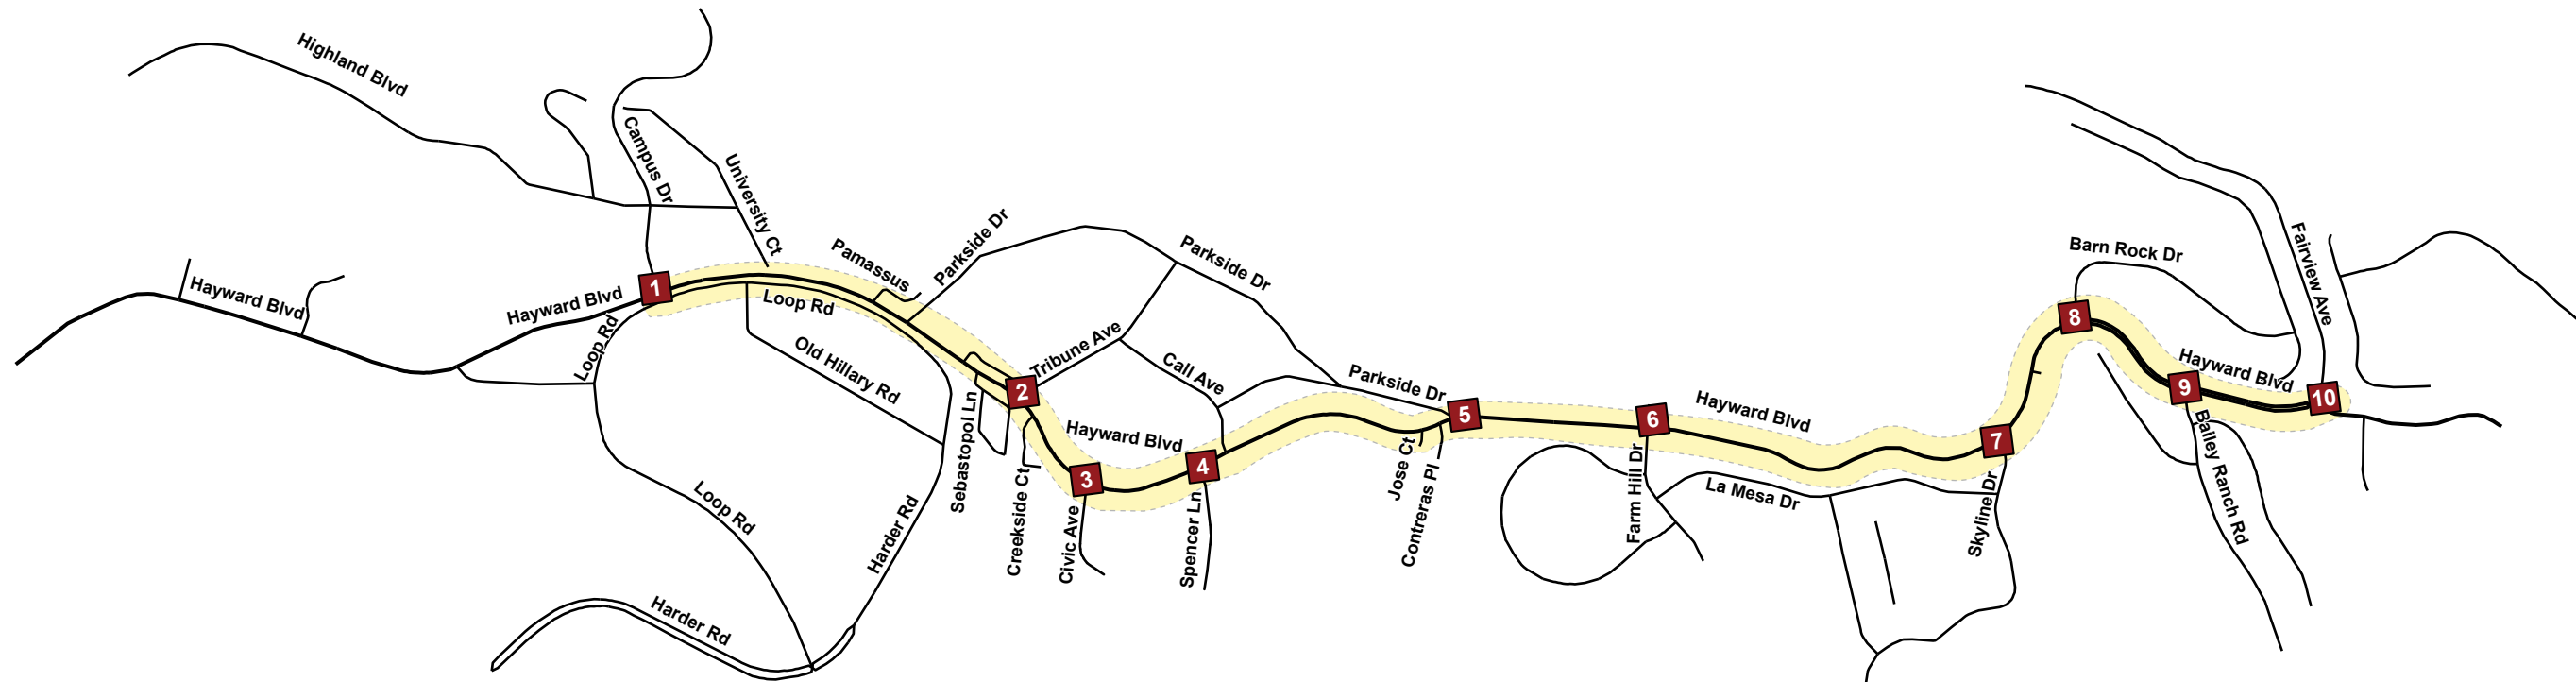 Highland Blvd
Campus Dr
University Ct
Hayward Blvd
Hayward Blvd
1
Loop Rd
Loop Rd
Pamassus
Parkside Dr
Parkside Dr
Old Hillary Rd
Loop Rd
Harder Rd
Harder Rd
Sebastopol Ln
2
Tribune Ave
Creekside Ct
Hayward Blvd
3
Civic Ave
Call Ave
4
Spencer Ln
Parkside Dr
5
Jose Ct
Contreras Pl
6
Farm Hill Dr
Hayward Blvd
La Mesa Dr
7
Skyline Dr
8
Barn Rock Dr
9
Hayward Blvd
Bailey Ranch Rd
Fairview Ave
10